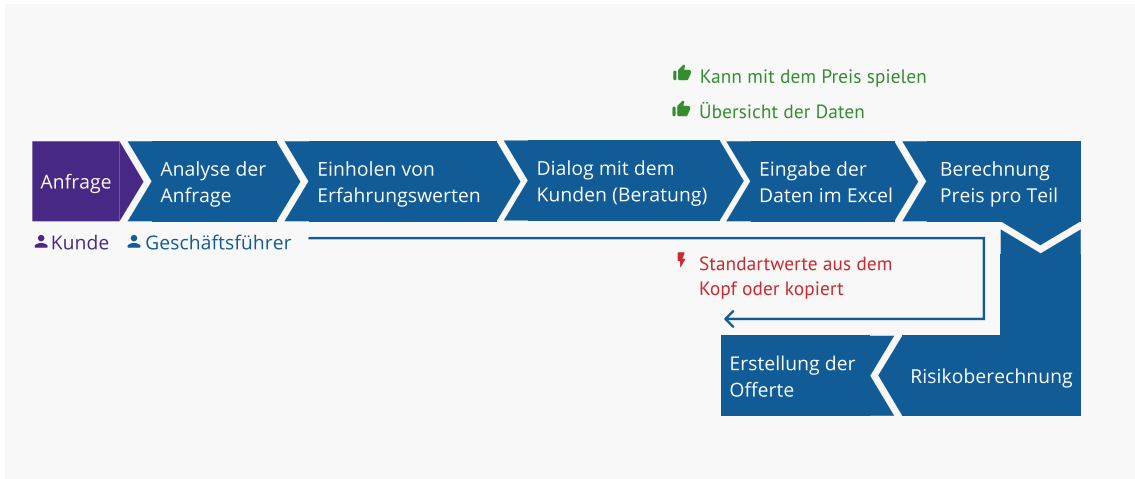 Kann mit dem Preis spielen
Übersicht der Daten
Anfrage
Analyse der
Anfrage
Einholen von
Erfahrungswerten
Dialog mit dem
Kunden (Beratung)
Eingabe der
Daten im Excel
Berechnung
Preis pro Teil
Kunde
Geschäftsführer
Standartwerte aus dem
Kopf oder kopiert
Risikoberechnung
Erstellung der
Offerte